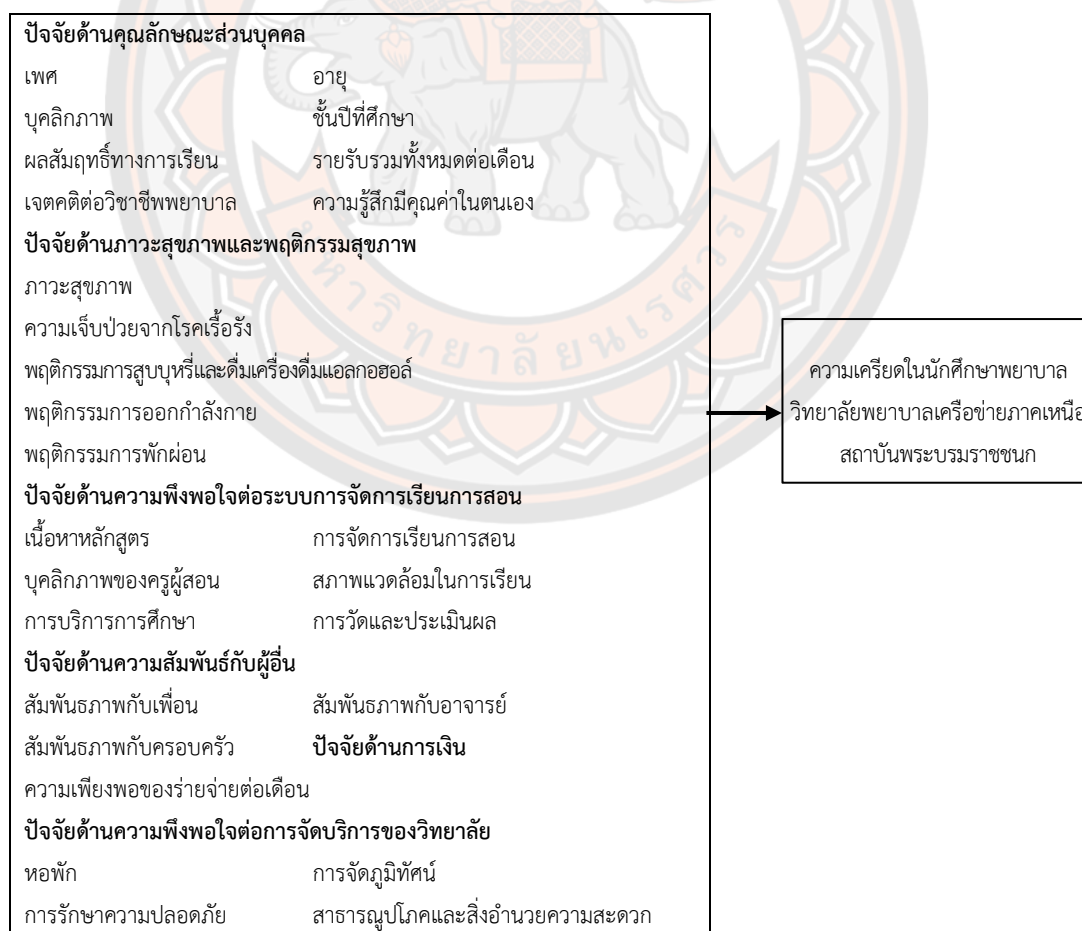 ปัจจัยด้านคุณลักษณะส่วนบุคคล
เพศ อายุ
บุคลิกภาพ ชั้นปีที่ศึกษา
ผลสัมฤทธิ์ทางการเรียน รายรับรวมทั้งหมดต่อเดือน
เจตคติต่อวิชาชีพพยาบาล ความรู้สึกมีคุณค่าในตนเอง
ปัจจัยด้านภาวะสุขภาพและพฤติกรรมสุขภาพ
ภาวะสุขภาพ
ความเจ็บป่วยจากโรคเรื้อรัง
พฤติกรรมการสูบบุหรี่และดื่มเครื่องดื่มแอลกอฮอล์
พฤติกรรมการออกกำลังกาย
พฤติกรรมการพักผ่อน
ปัจจัยด้านความพึงพอใจต่อระบบการจัดการเรียนการสอน
เนื้อหาหลักสูตร การจัดการเรียนการสอน
บุคลิกภาพของครูผู้สอน สภาพแวดล้อมในการเรียน
การบริการการศึกษา การวัดและประเมินผล
ปัจจัยด้านความสัมพันธ์กับผู้อื่น
สัมพันธภาพกับเพื่อน สัมพันธภาพกับอาจารย์
สัมพันธภาพกับครอบครัว ปัจจัยด้านการเงิน
ความเพียงพอของร่ายจ่ายต่อเดือน
ปัจจัยด้านความพึงพอใจต่อการจัดบริการของวิทยาลัย
หอพัก การจัดภูมิทัศน์
การรักษาความปลอดภัย สาธารณูปโภคและสิ่งอำนวยความสะดวก
ความเครียดในนักศึกษาพยาบาล
วิทยาลัยพยาบาลเครือข่ายภาคเหนือ
สถาบันพระบรมราชชนก
มหาวิทยาลัยนเรศวร